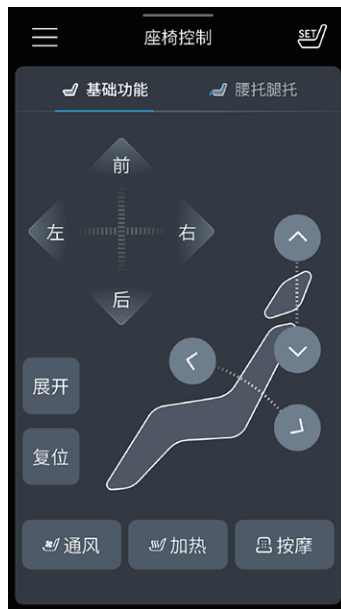 座椅控制
SET
基础功能
腰托腿托
前
左
右
后
展开
复位
通风
加热
按摩